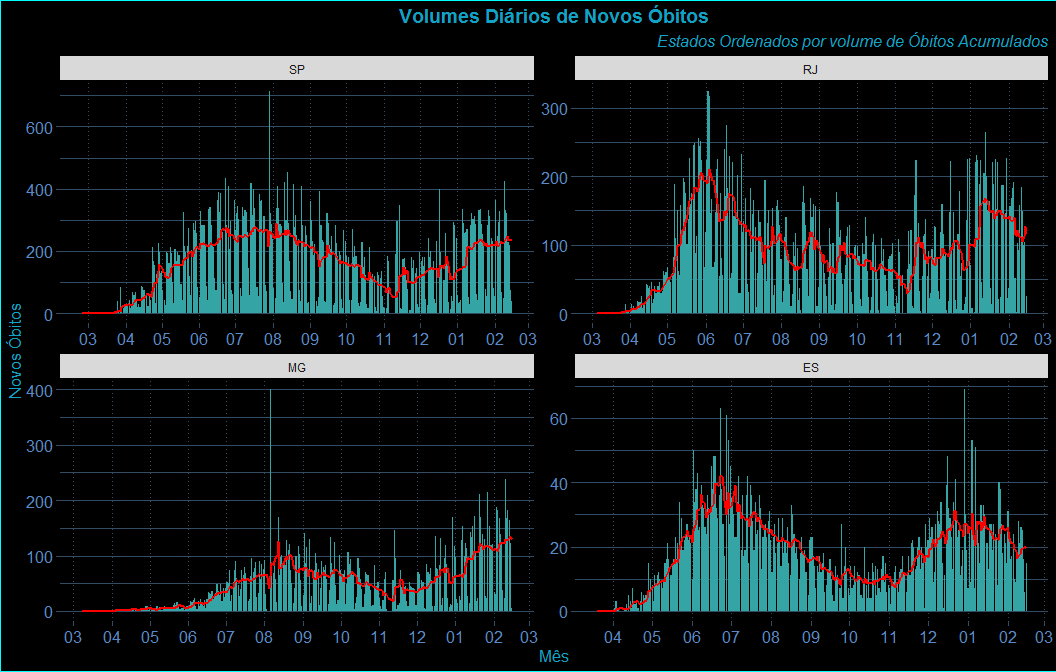 Volumes Diários de Novos Óbitos
Estados Ordenados por volume de Óbitos Acumulados
SP
600
400
200
0
03 04 05 06 07 08 09 10 11 12 01 02 03
RJ
300
200
100
0
03 04 05 06 07 08 09 10 11 12 01 02 03
Novos Óbitos
MG
400
300
200
100
0
03 04 05 06 07 08 09 10 11 12 01 02 03
ES
60
40
20
0
04 05 06 07 08 09 10 11 12 01 02 03
Mês